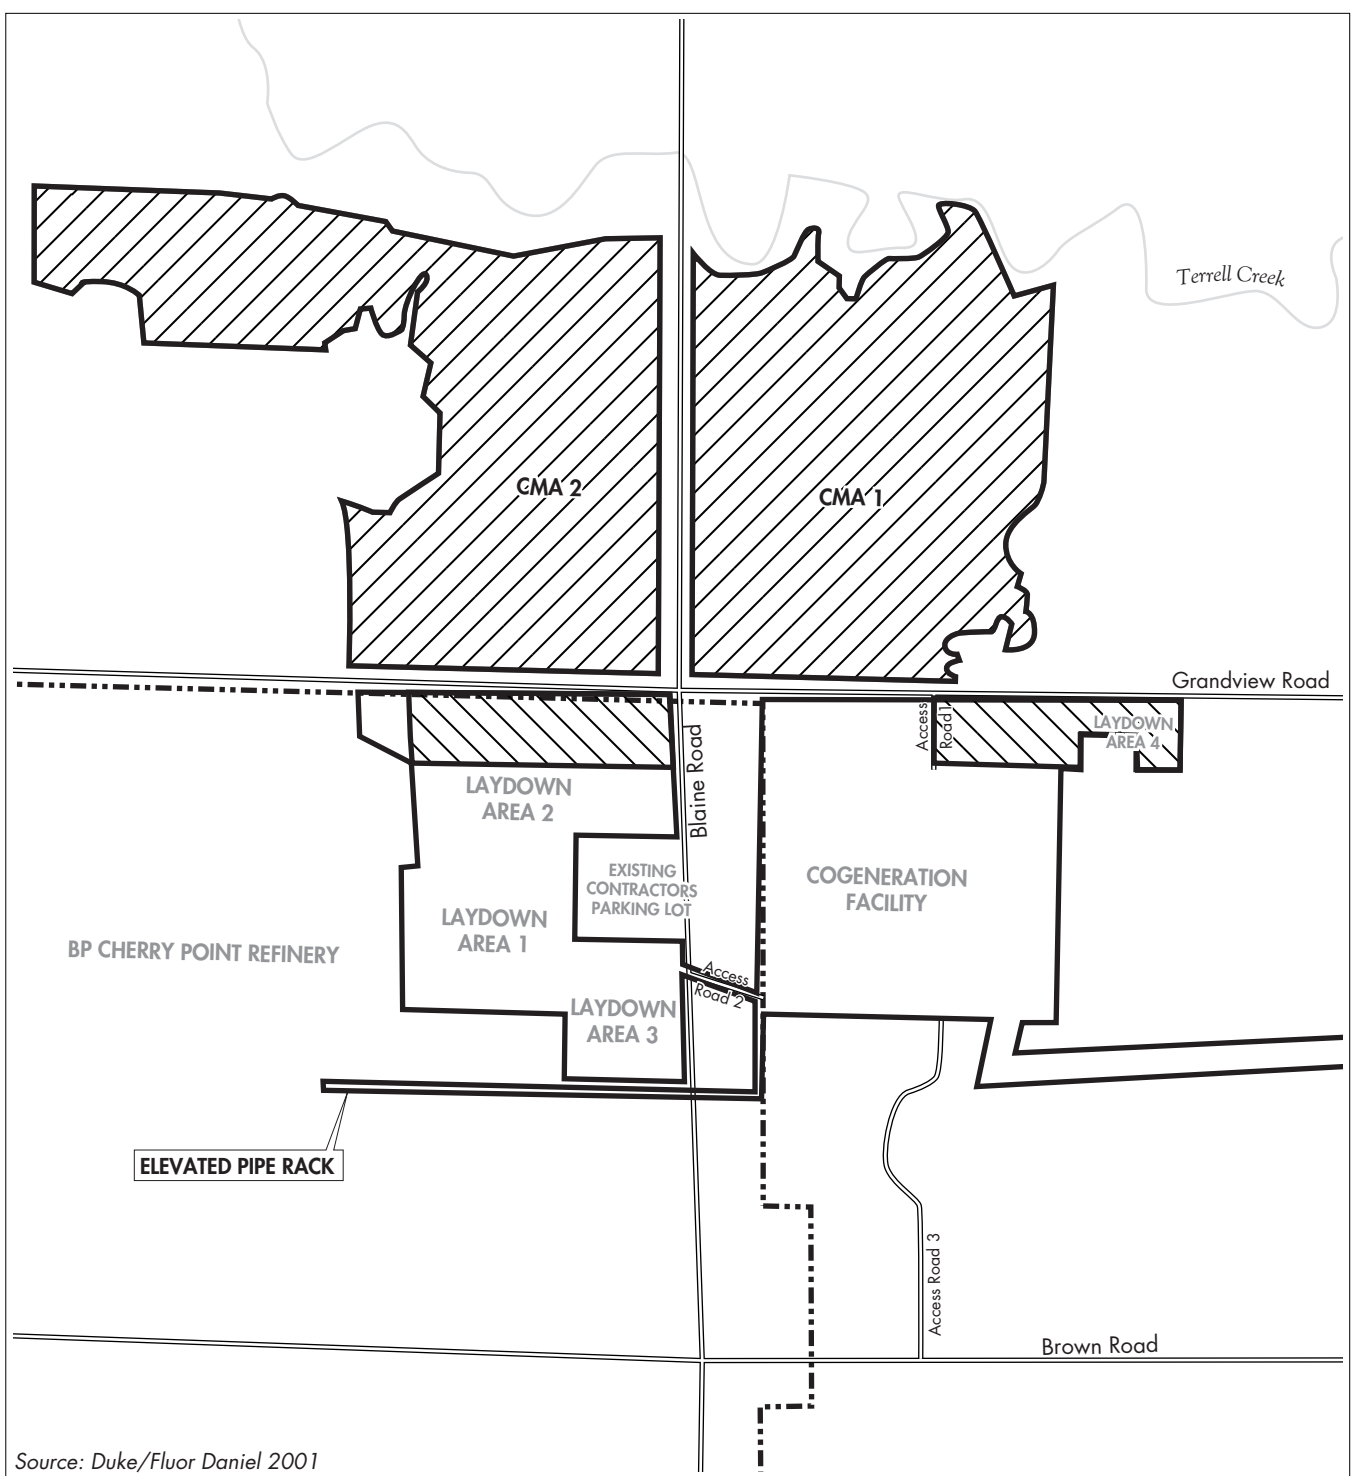 Terrell Creek
CMA 2
CMA 1
Grandview Road
Access
Road1
LAYDOWN
AREA 4
Blaine Road
LAYDOWN
AREA 2
EXISTING
CONTRACTORS
PARKING LOT
COGENERATION
FACILITY
LAYDOWN
AREA 1
BP CHERRY POINT REFINERY
Access
Road 2
LAYDOWN
AREA 3
ELEVATED PIPE RACK
Access Road 3
Brown Road
Source: Duke/Fluor Daniel 2001